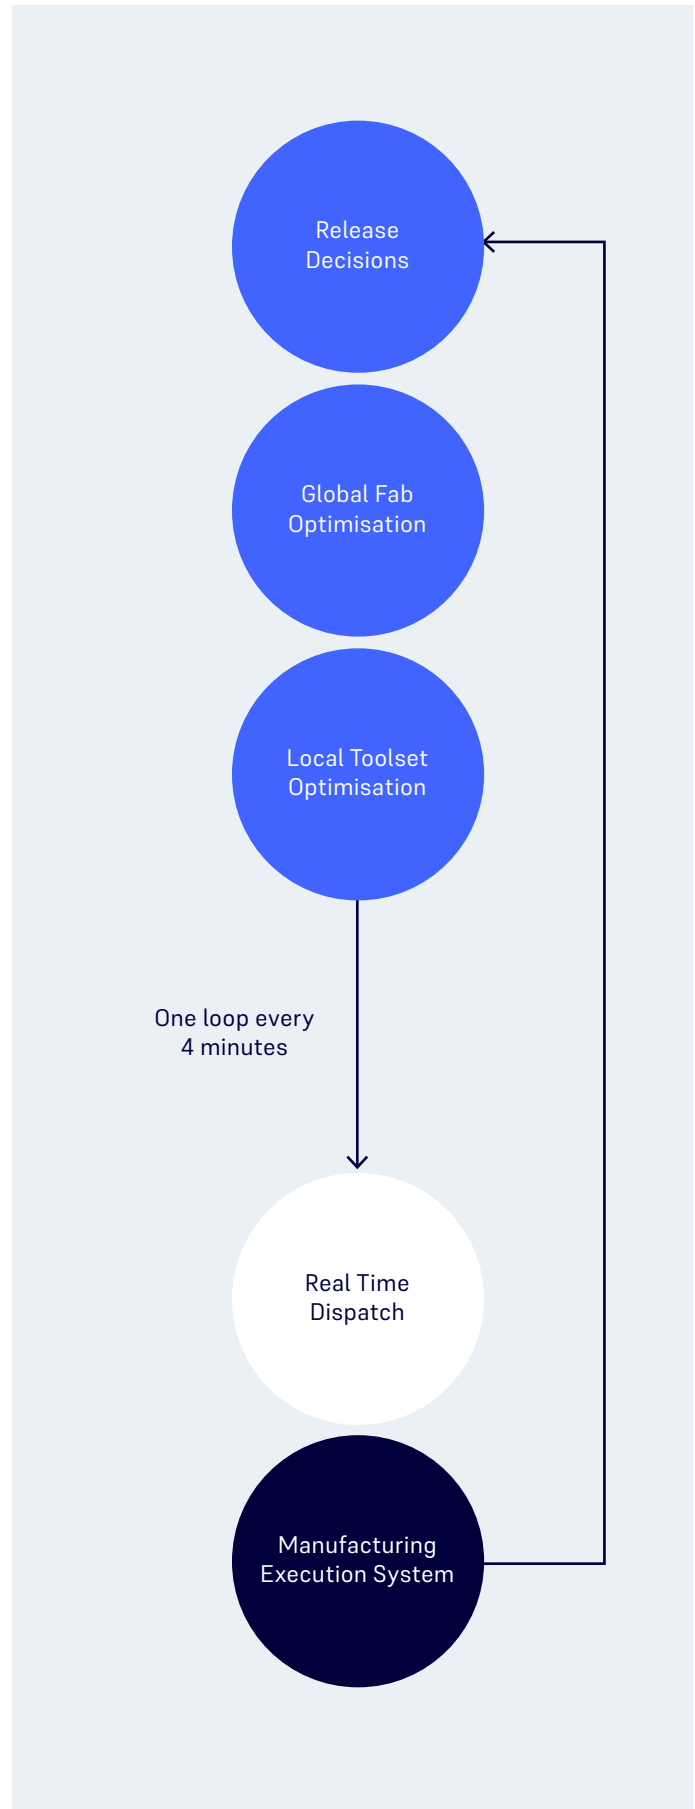 Release
Decisions
Global Fab
Optimisation
Local Toolset
Optimisation
One loop every
4 minutes
Real Time
Dispatch
Manufacturing
Execution System